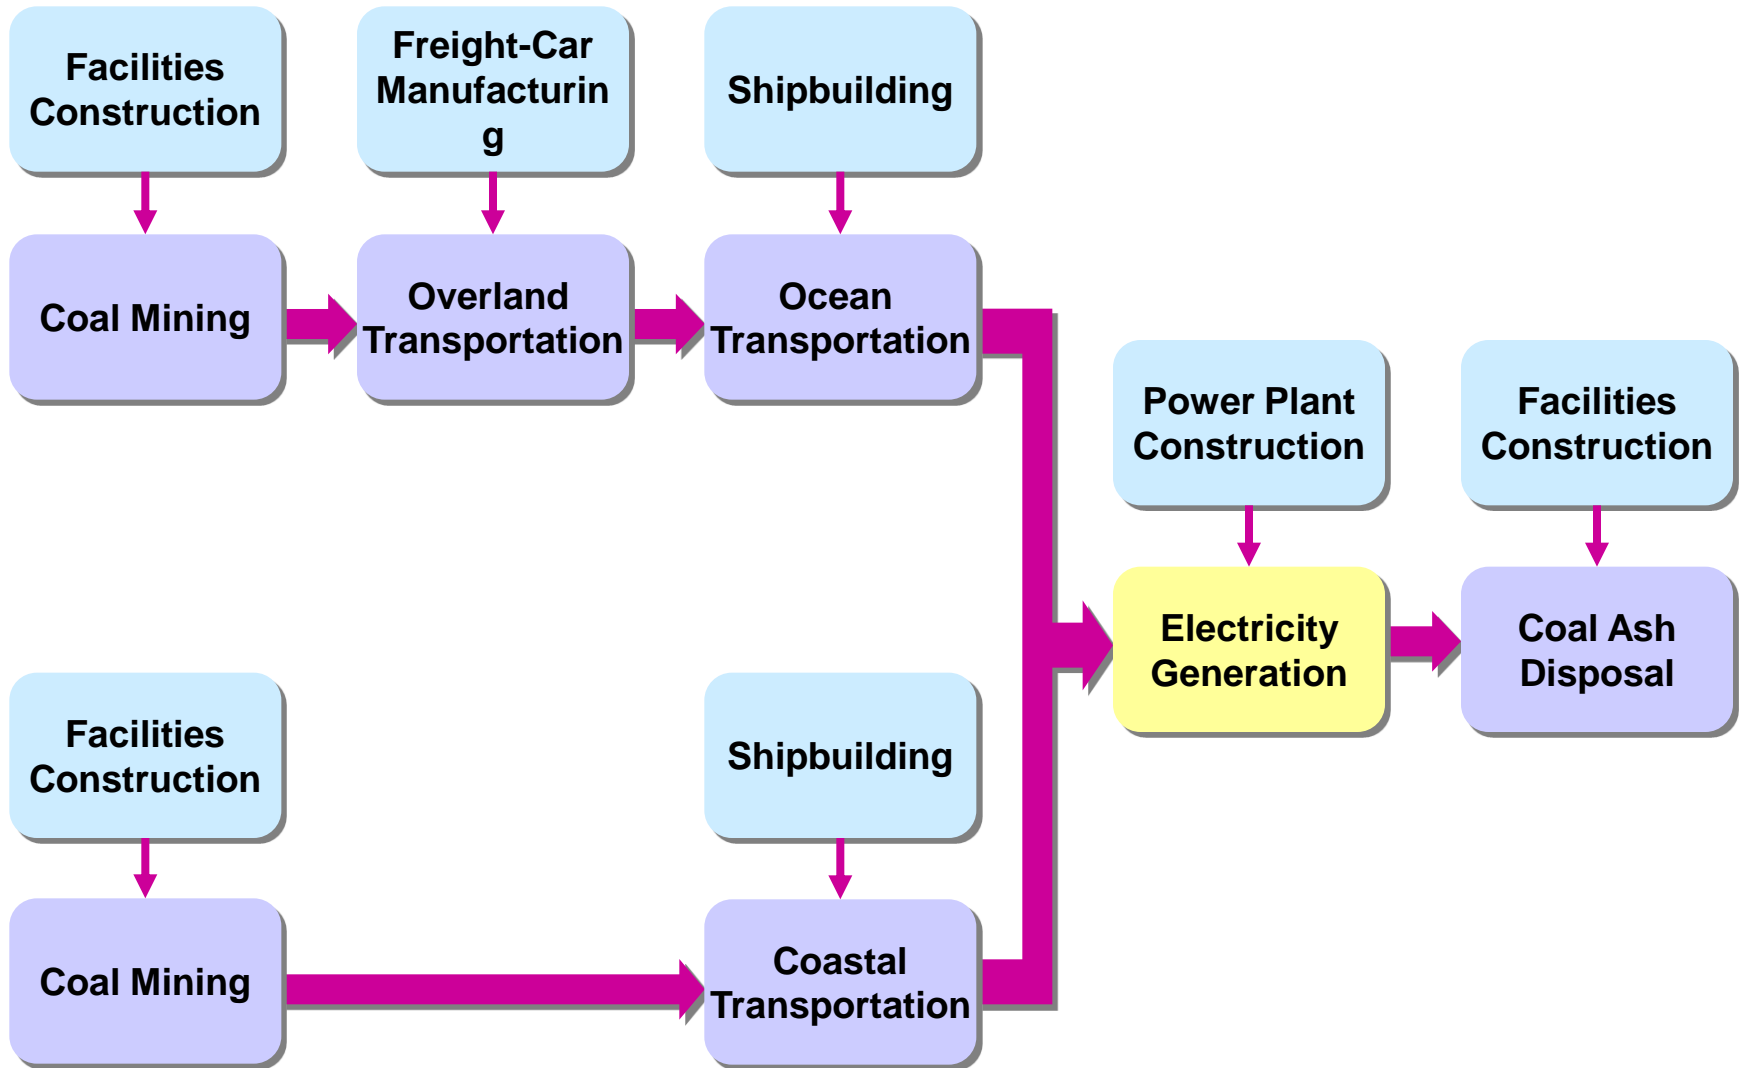 Facilities
Construction
Freight-Car
Manufacturin
g
Shipbuilding
Coal Mining
Overland
Transportation
Ocean
Transportation
Power Plant
Construction
Facilities
Construction
Electricity
Generation
Coal Ash
Disposal
Facilities
Construction
Shipbuilding
Coal Mining
Coastal
Transportation